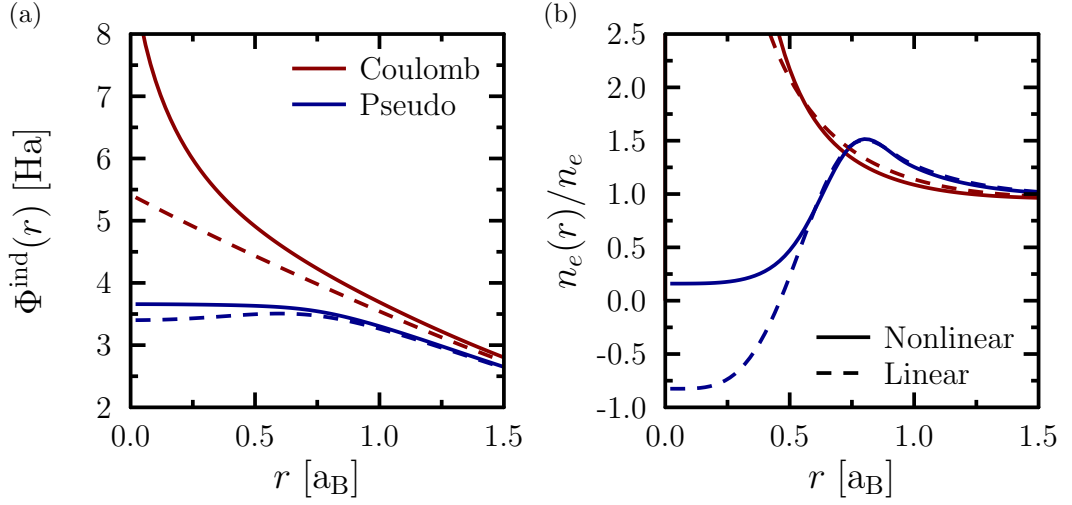 (a)
Φ^ind(r) [Ha]
8
7
6
5
4
3
2
0.0 0.5 1.0 1.5
r [a_B]
Coulomb
Pseudo
(b)
n_e(r)/n_e
2.5
2.0
1.5
1.0
0.5
0.0
-0.5
-1.0
0.0 0.5 1.0 1.5
r [a_B]
Nonlinear
Linear